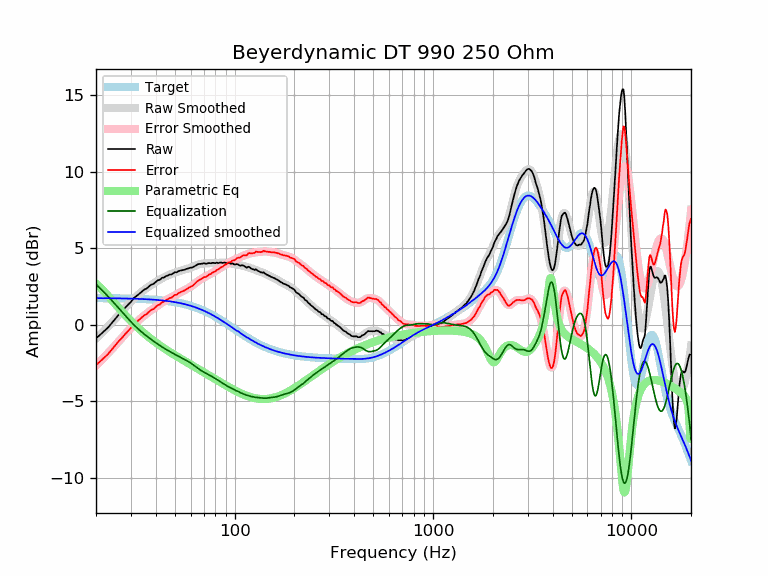 Beyerdynamic DT 990 250 Ohm
Target
Raw Smoothed
Error Smoothed
Raw
Error
Parametric Eq
Equalization
Equalized smoothed
15
10
5
0
−5
−10
Amplitude (dBr)
100
1000
10000
Frequency (Hz)